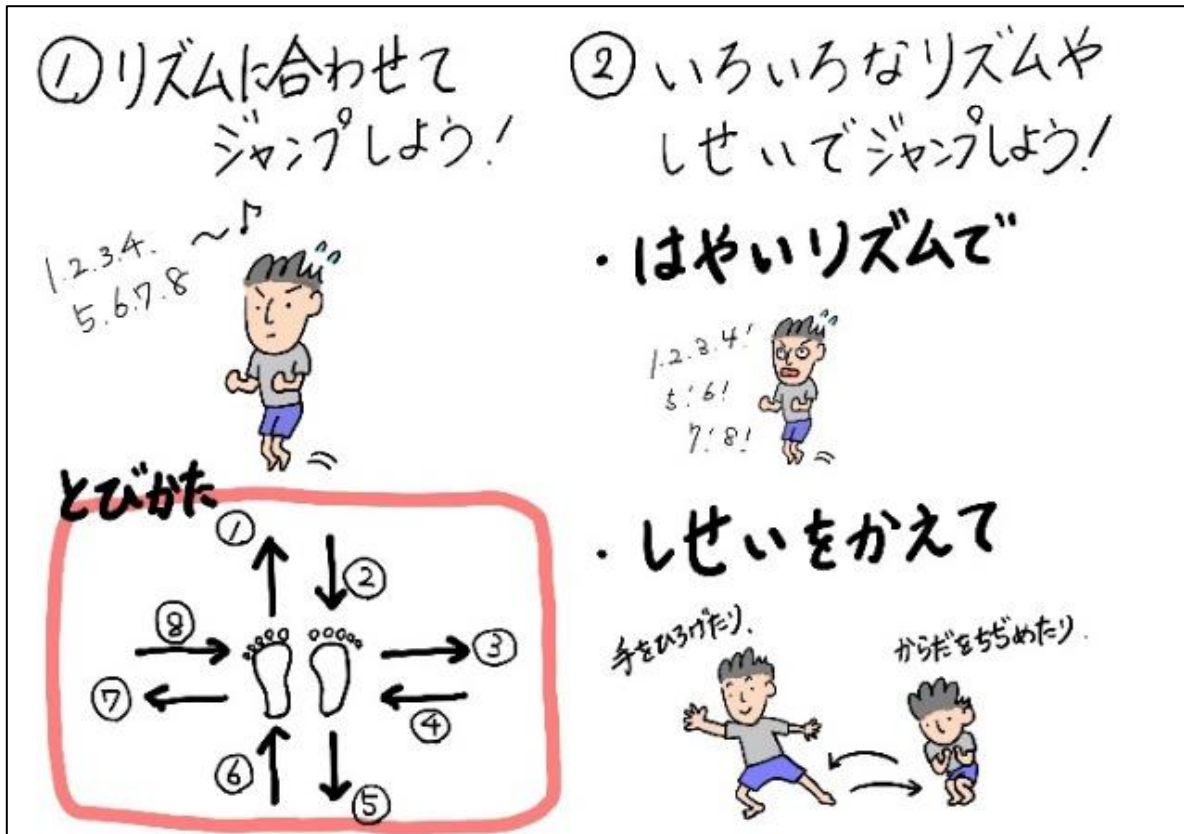 ①リズムに合わせて
ジャンプしよう!
1.2.3.4. 〜♪
5.6.7.8
とびかた
①
②
⑧
③
⑦
④
⑥
⑤
②いろいろなリズムや
しせいでジャンプしよう!
・はやいリズムで
1.2.3.4!
5!6!
7!8!
・しせいをかえて
手をひろげたり、
からだをちぢめたり